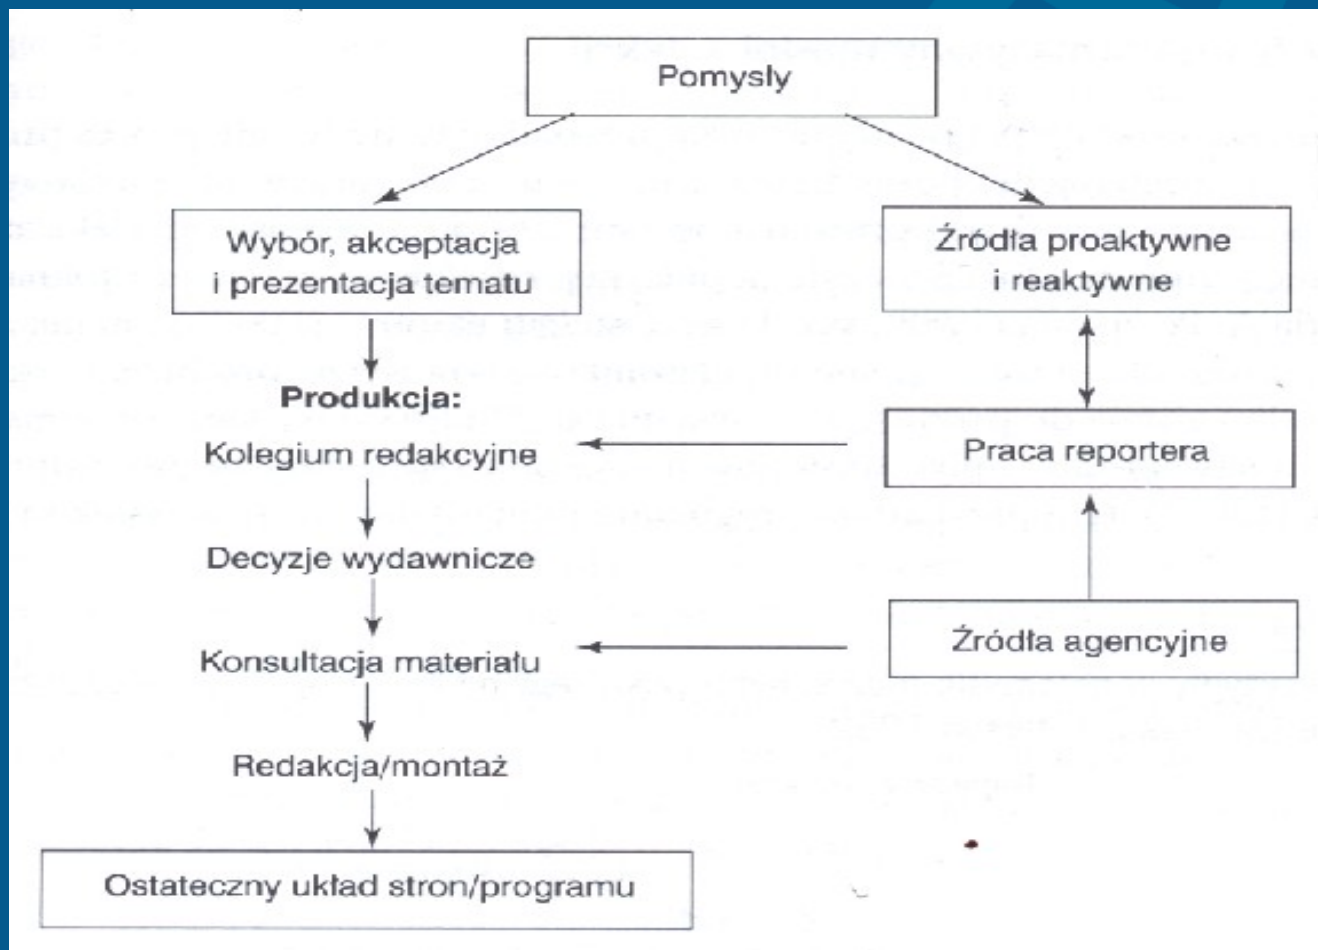 Pomysły
Wybór, akceptacja
i prezentacja tematu
Źródła proaktywne
i reaktywne
Produkcja:
Kolegium redakcyjne
Praca reportera
Decyzje wydawnicze
Źródła agencyjne
Konsultacja materiału
Redakcja/montaż
Ostateczny układ stron/programu